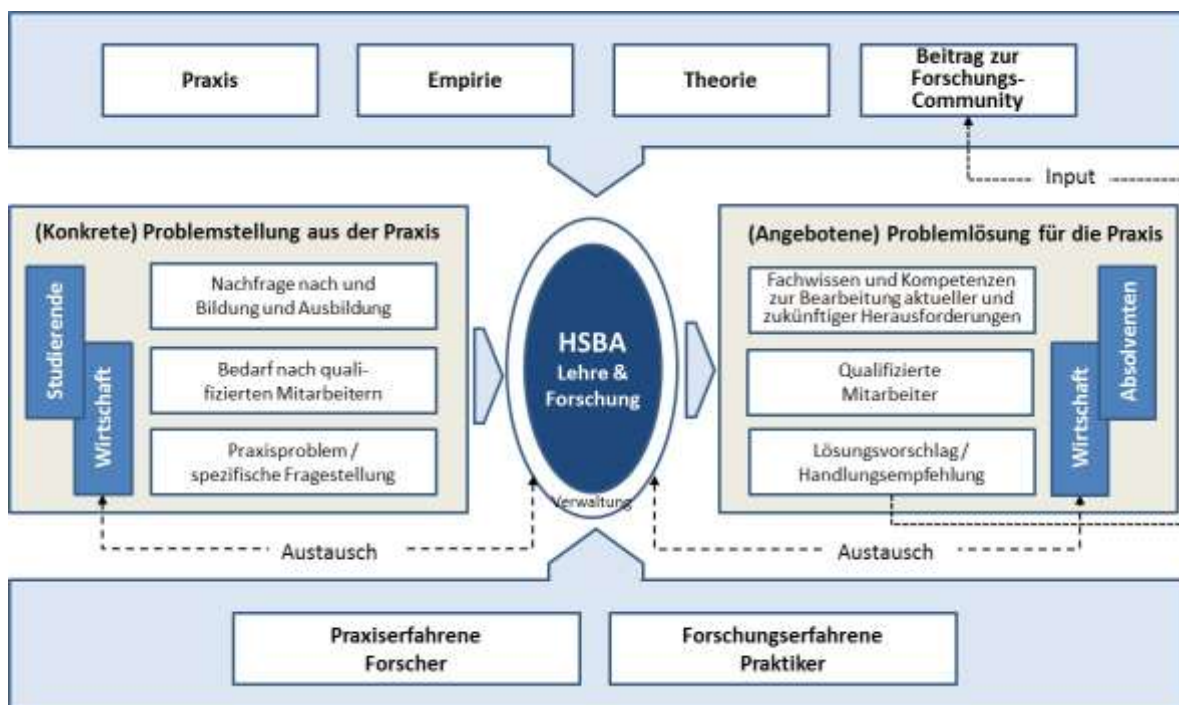 Praxis
Empirie
Theorie
Beitrag zur
Forschungs-
Community
Input
(Konkrete) Problemstellung aus der Praxis
Studierende
Wirtschaft
Nachfrage nach und
Bildung und Ausbildung
Bedarf nach quali-
fizierten Mitarbeitern
Praxisproblem /
spezifische Fragestellung
Austausch
HSBA
Lehre &
Forschung
Verwaltung
(Angebotene) Problemlösung für die Praxis
Fachwissen und Kompetenzen
zur Bearbeitung aktueller und
zukünftiger Herausforderungen
Qualifizierte
Mitarbeiter
Lösungsvorschlag/
Handlungsempfehlung
Wirtschaft
Absolventen
Austausch
Praxiserfahrene
Forscher
Forschungserfahrene
Praktiker